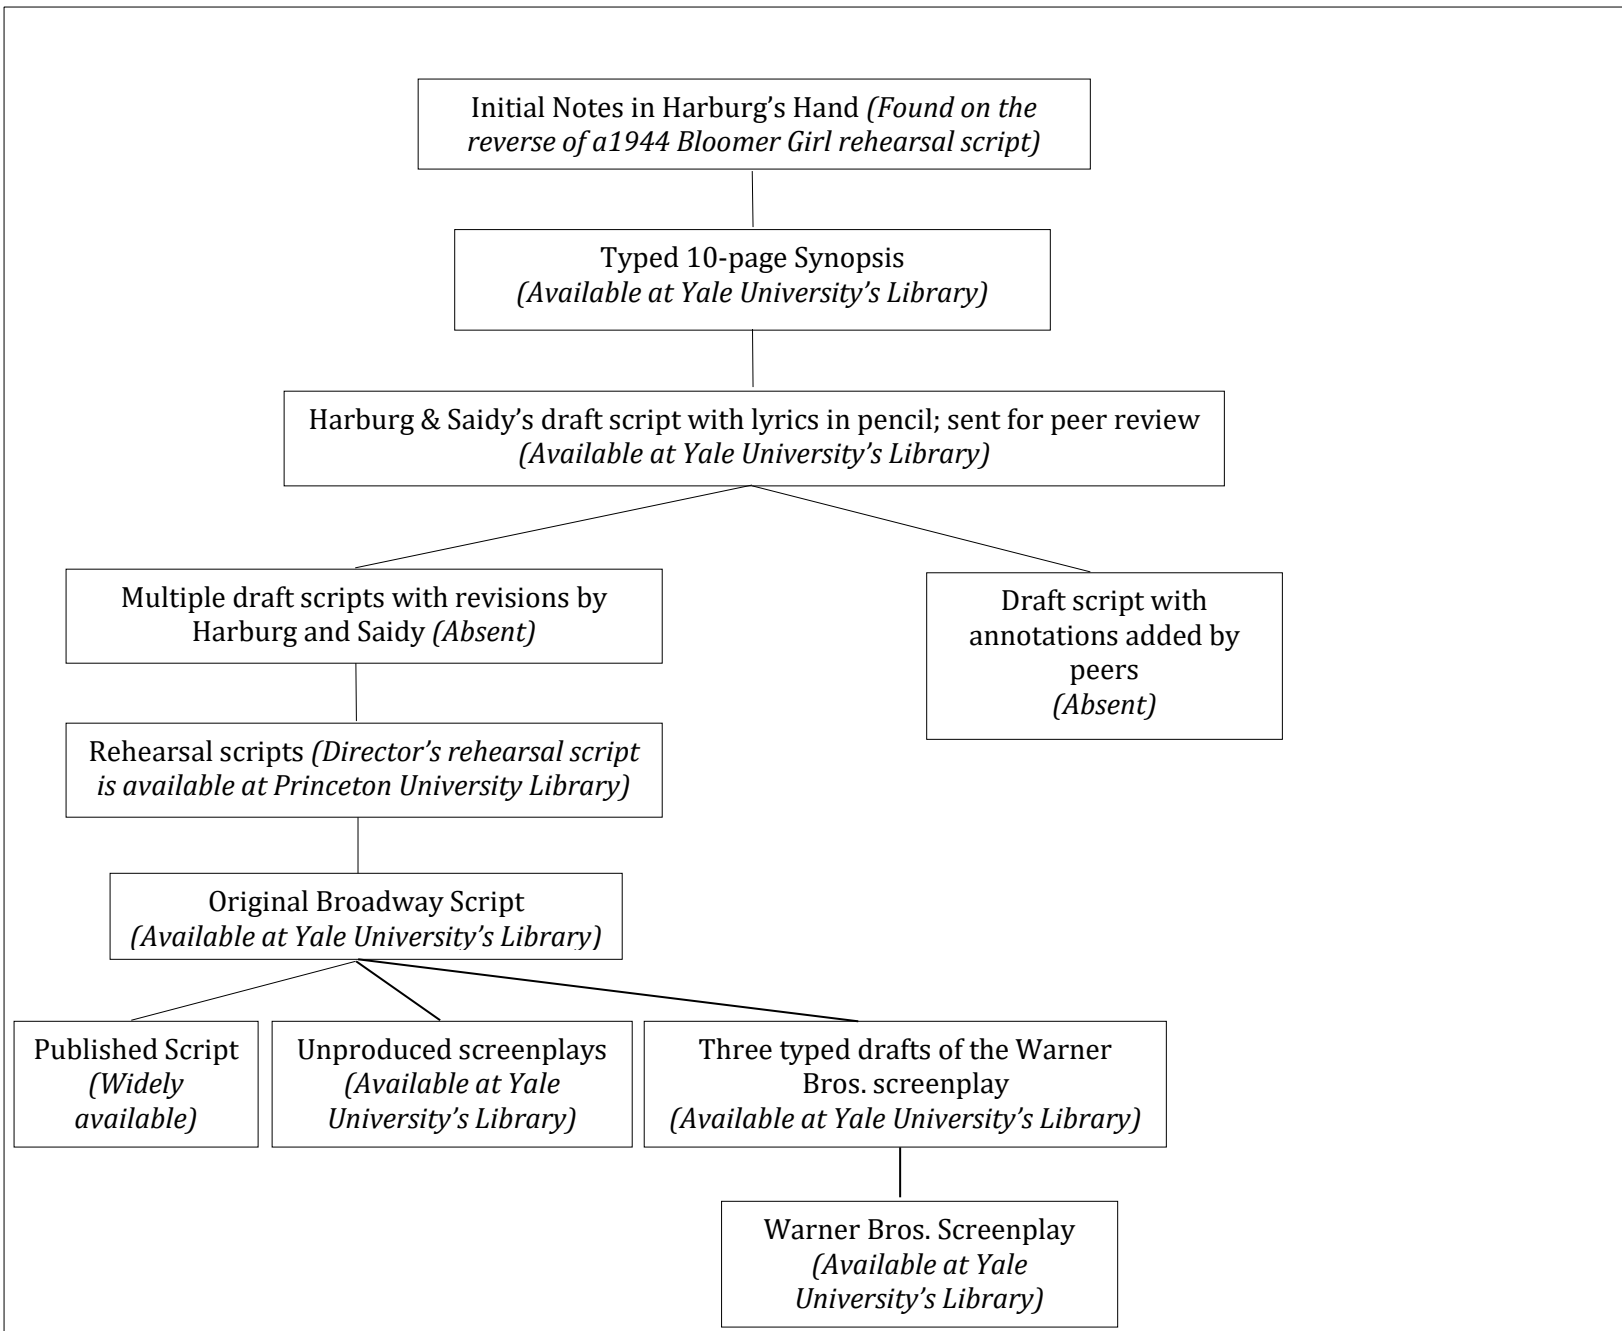 Initial Notes in Harburg's Hand (Found on the
reverse of a1944 Bloomer Girl rehearsal script)
Typed 10-page Synopsis
(Available at Yale University's Library)
Harburg & Saidy's draft script with lyrics in pencil; sent for peer review
(Available at Yale University's Library)
Multiple draft scripts with revisions by
Harburg and Saidy (Absent)
Draft script with
annotations added by
peers
(Absent)
Rehearsal scripts (Director's rehearsal script
is available at Princeton University Library)
Original Broadway Script
(Available at Yale University's Library)
Published Script
(Widely
available)
Unproduced screenplays
(Available at Yale
University's Library)
Three typed drafts of the Warner
Bros. screenplay
(Available at Yale University's Library)
Warner Bros. Screenplay
(Available at Yale
University's Library)